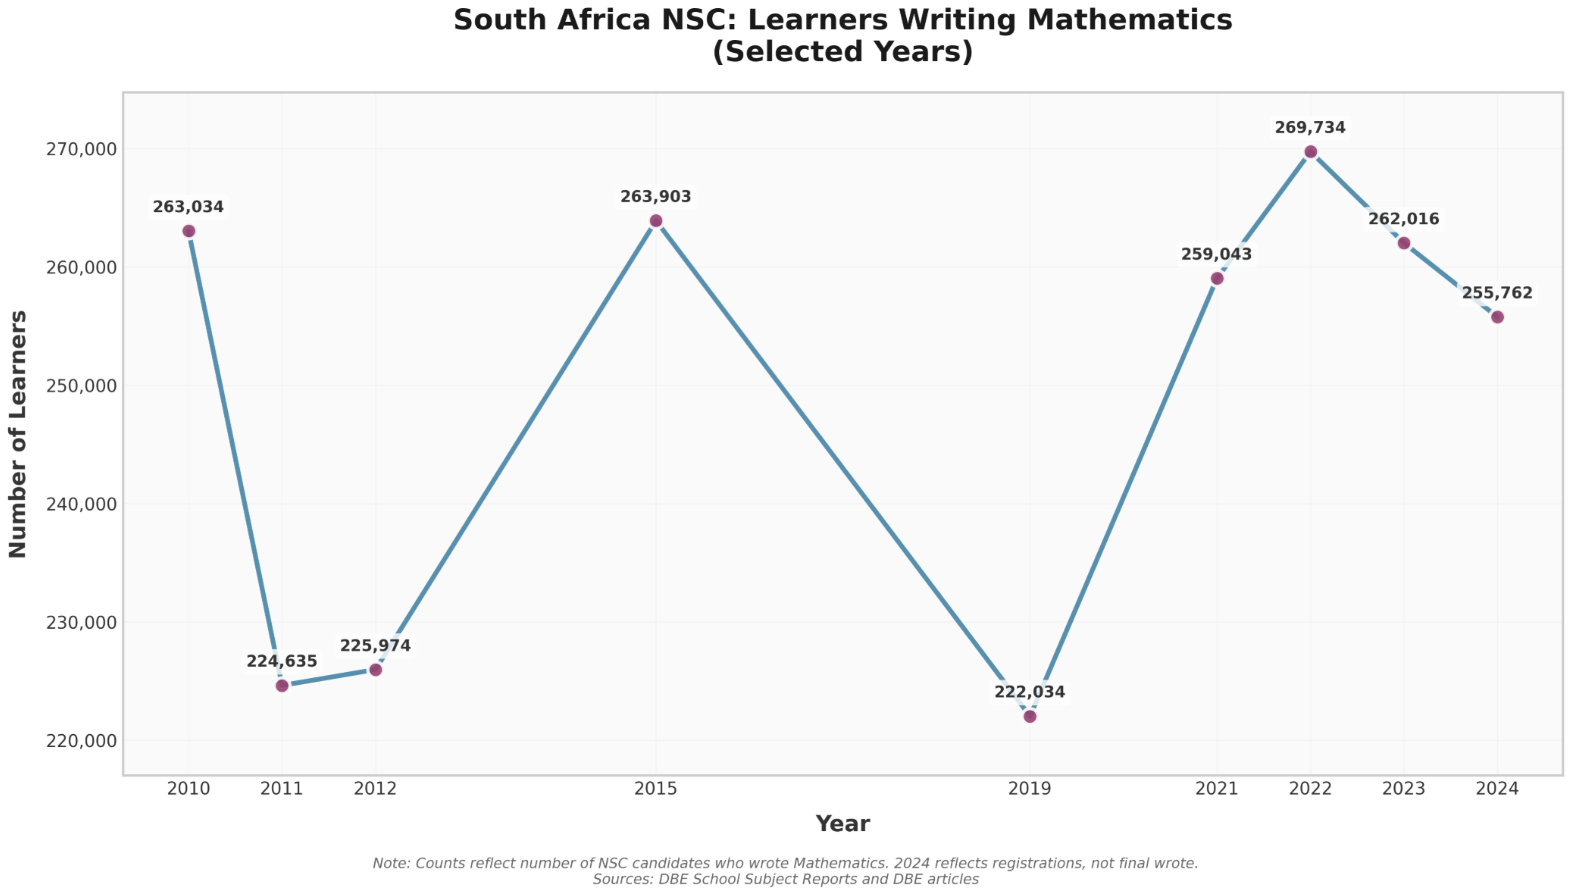 South Africa NSC: Learners Writing Mathematics
(Selected Years)
Number of Learners
270,000
260,000
250,000
240,000
230,000
220,000
263,034
224,635
225,974
263,903
222,034
259,043
269,734
262,016
255,762
2010 2011 2012 2015 2019 2021 2022 2023 2024
Year
Note: Counts reflect number of NSC candidates who wrote Mathematics. 2024 reflects registrations, not final wrote.
Sources: DBE School Subject Reports and DBE articles